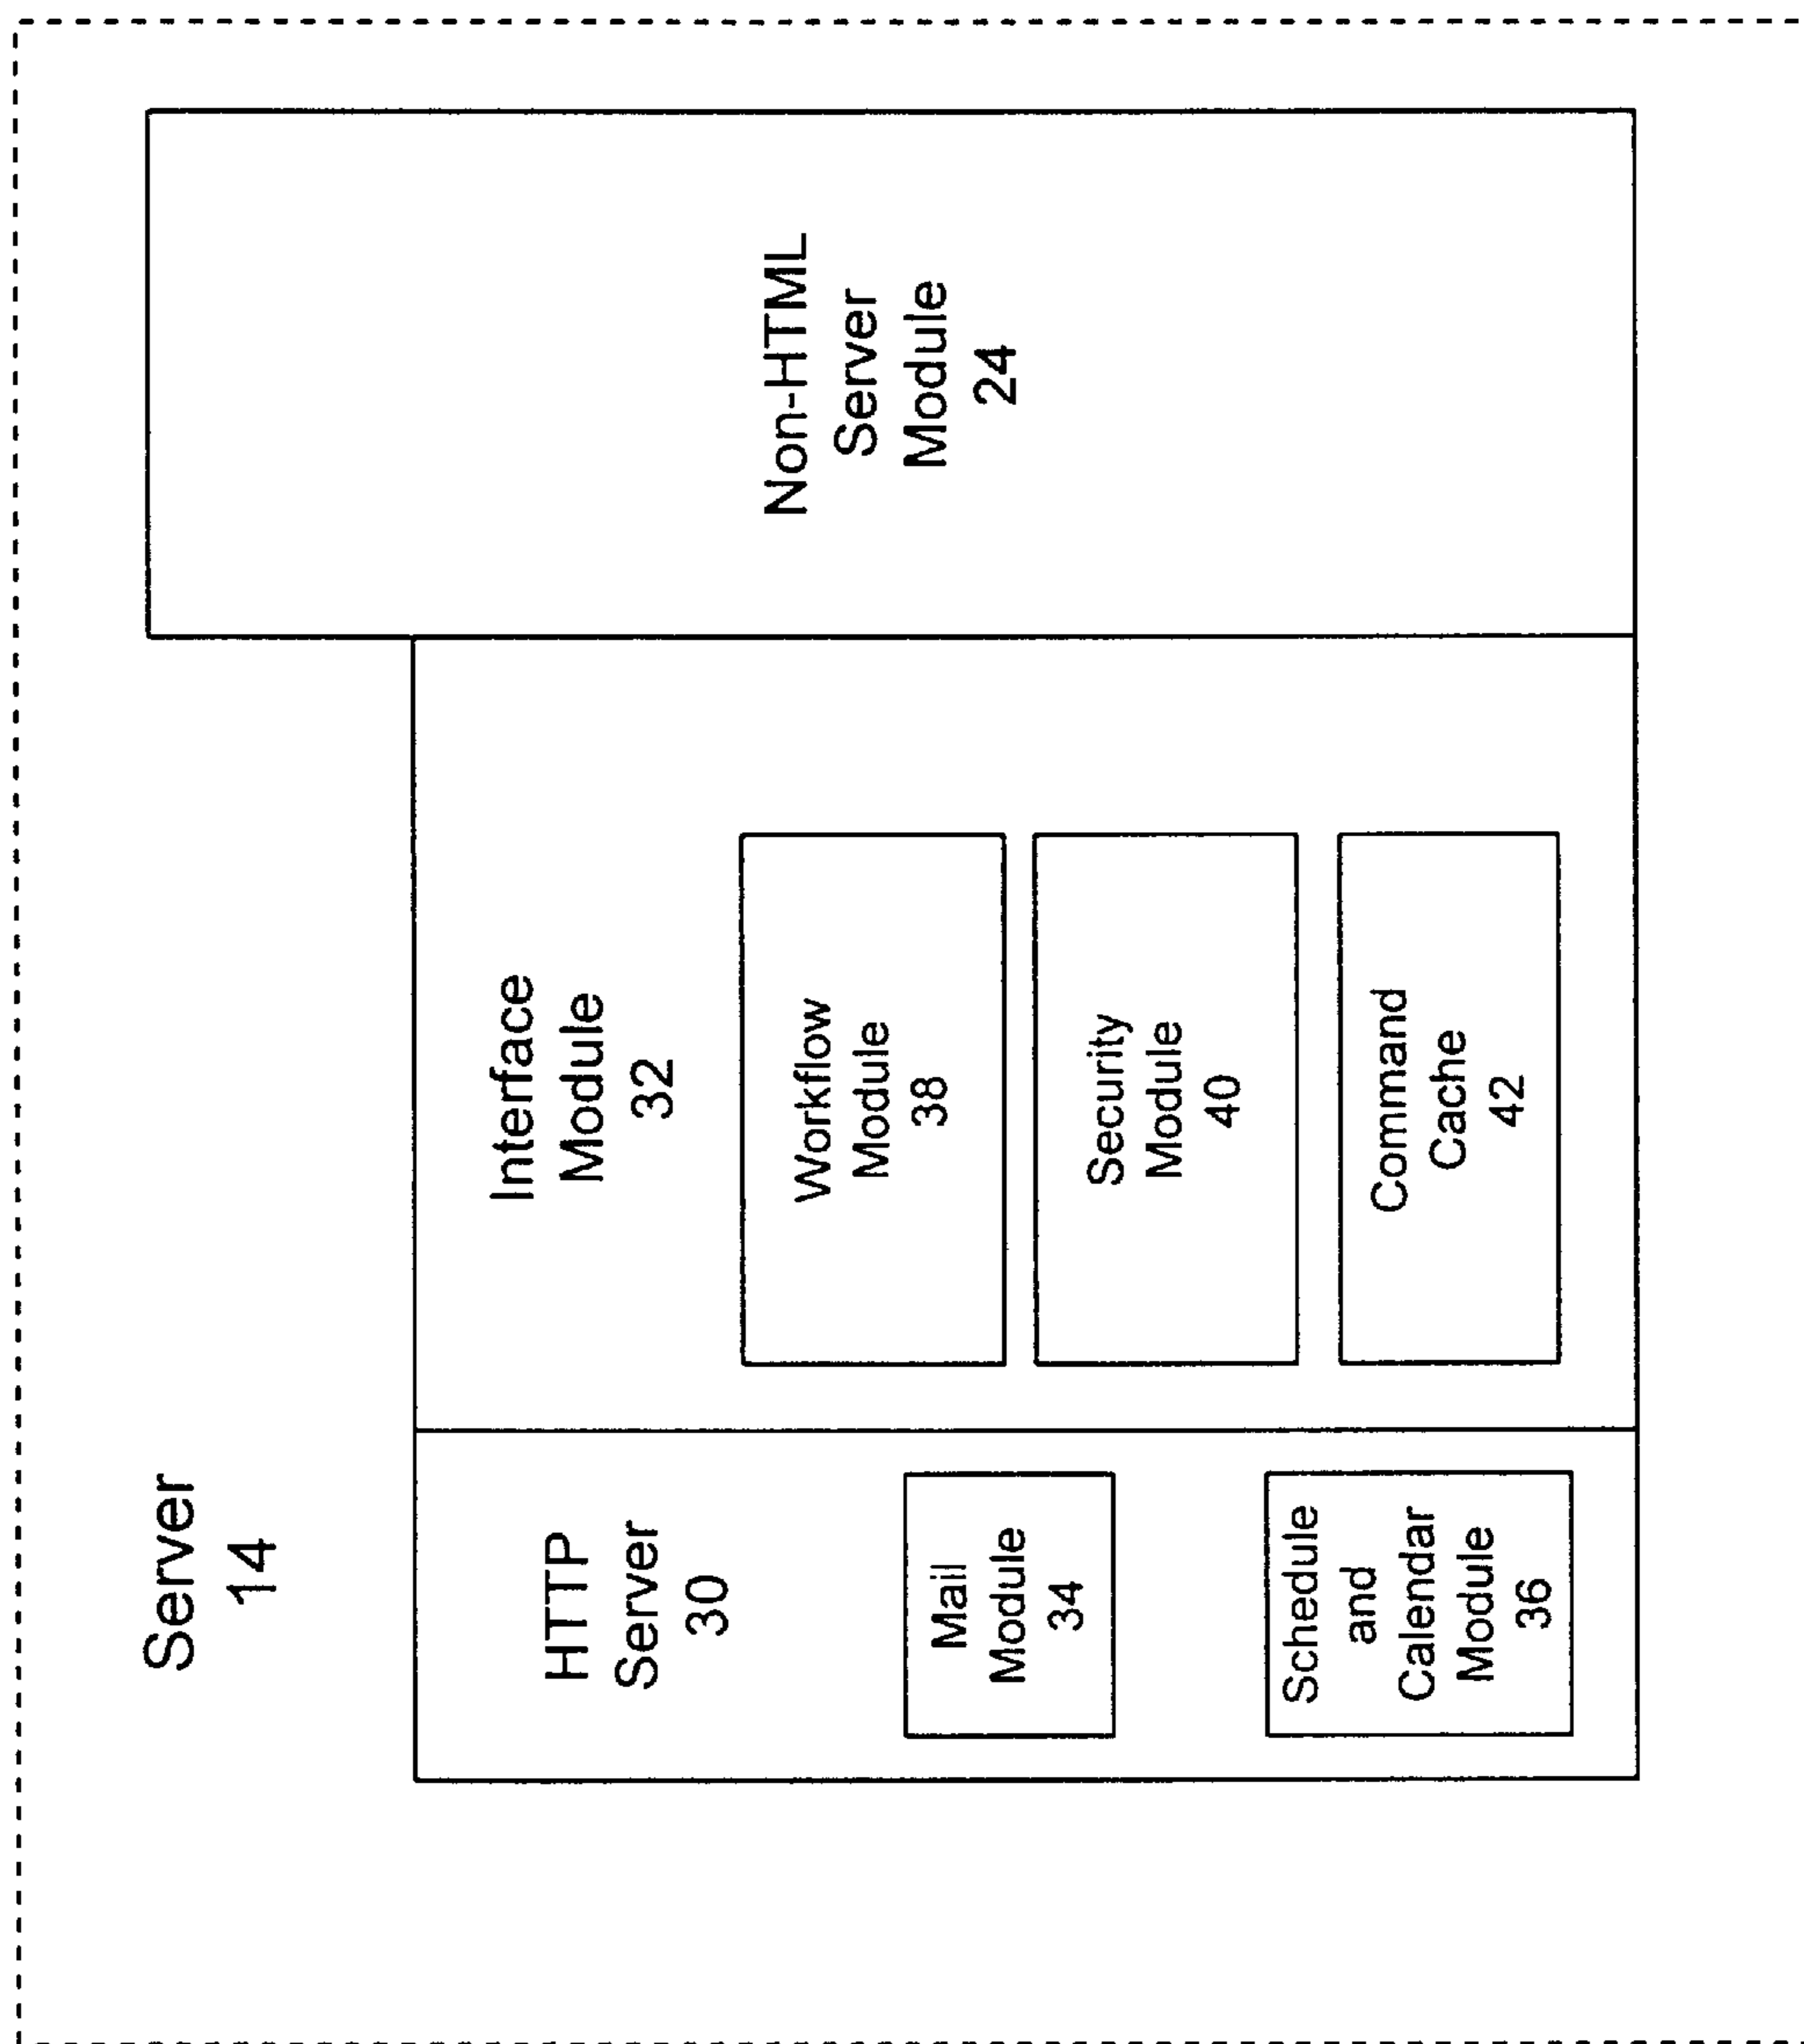 Server
14
HTTP
Server
30
Mail
Module
34
Schedule
and
Calendar
Module
36
Interface
Module
32
Workflow
Module
38
Security
Module
40
Command
Cache
42
Non-HTML
Server
Module
24